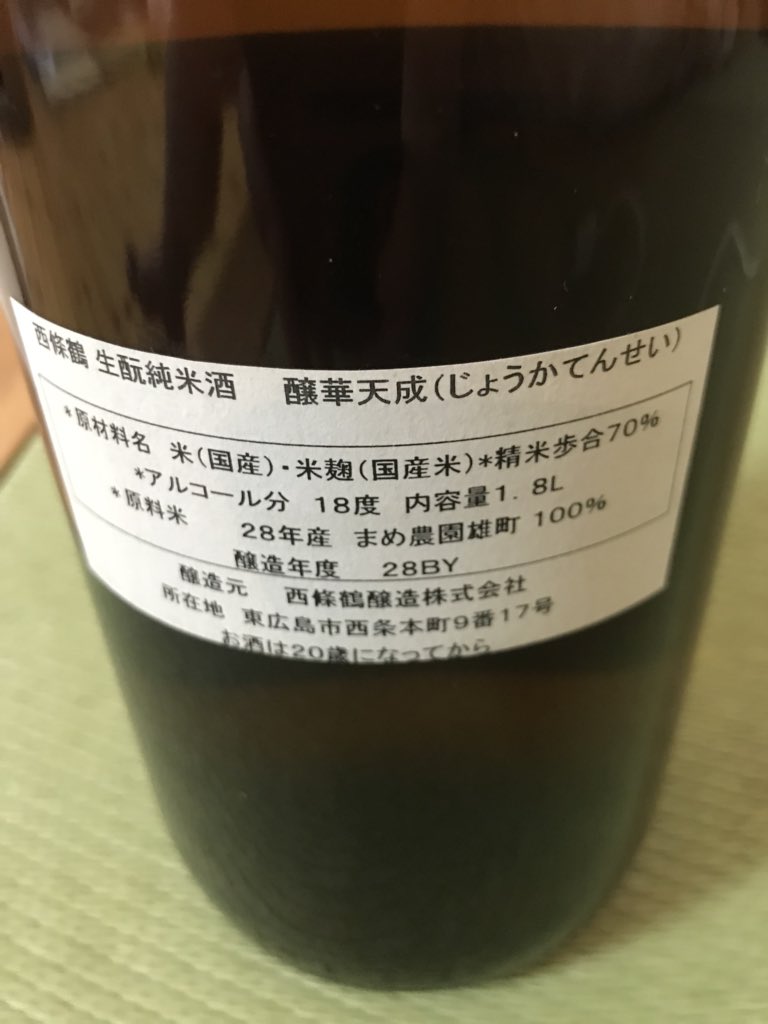 西條鶴 生酛純米酒 醸華天成(じょうかてんせい)
*原材料名 米(国産)・米麹(国産米)*精米歩合70%
*アルコール分 18度 内容量1.8L
*原料米 28年産 まめ農園雄町 100%
醸造年度 28BY
醸造元 西條鶴醸造株式会社
所在地 東広島市西条本町9番17号
お酒は20歳になってから